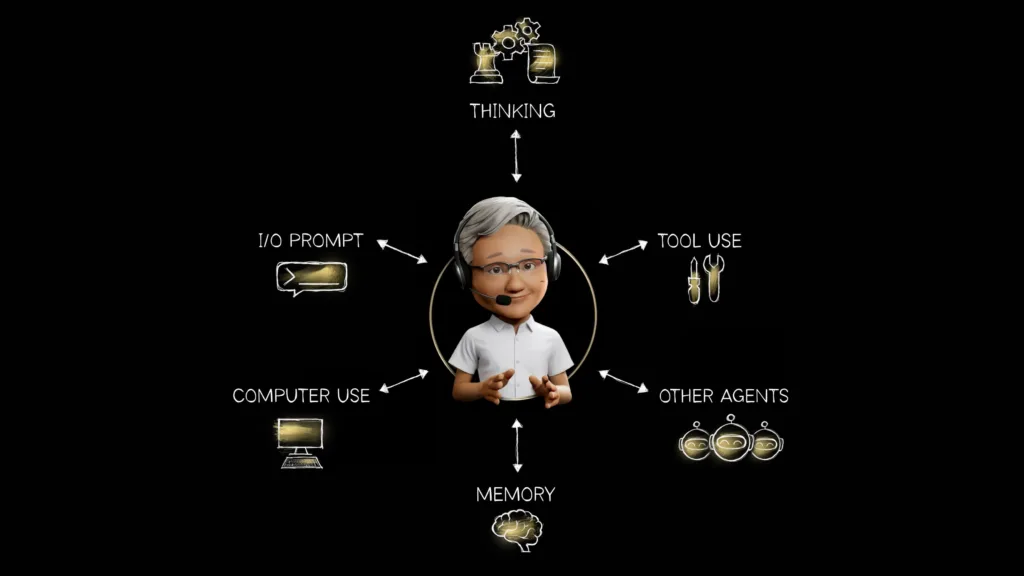 THINKING
I/O PROMPT
TOOL USE
COMPUTER USE
OTHER AGENTS
MEMORY